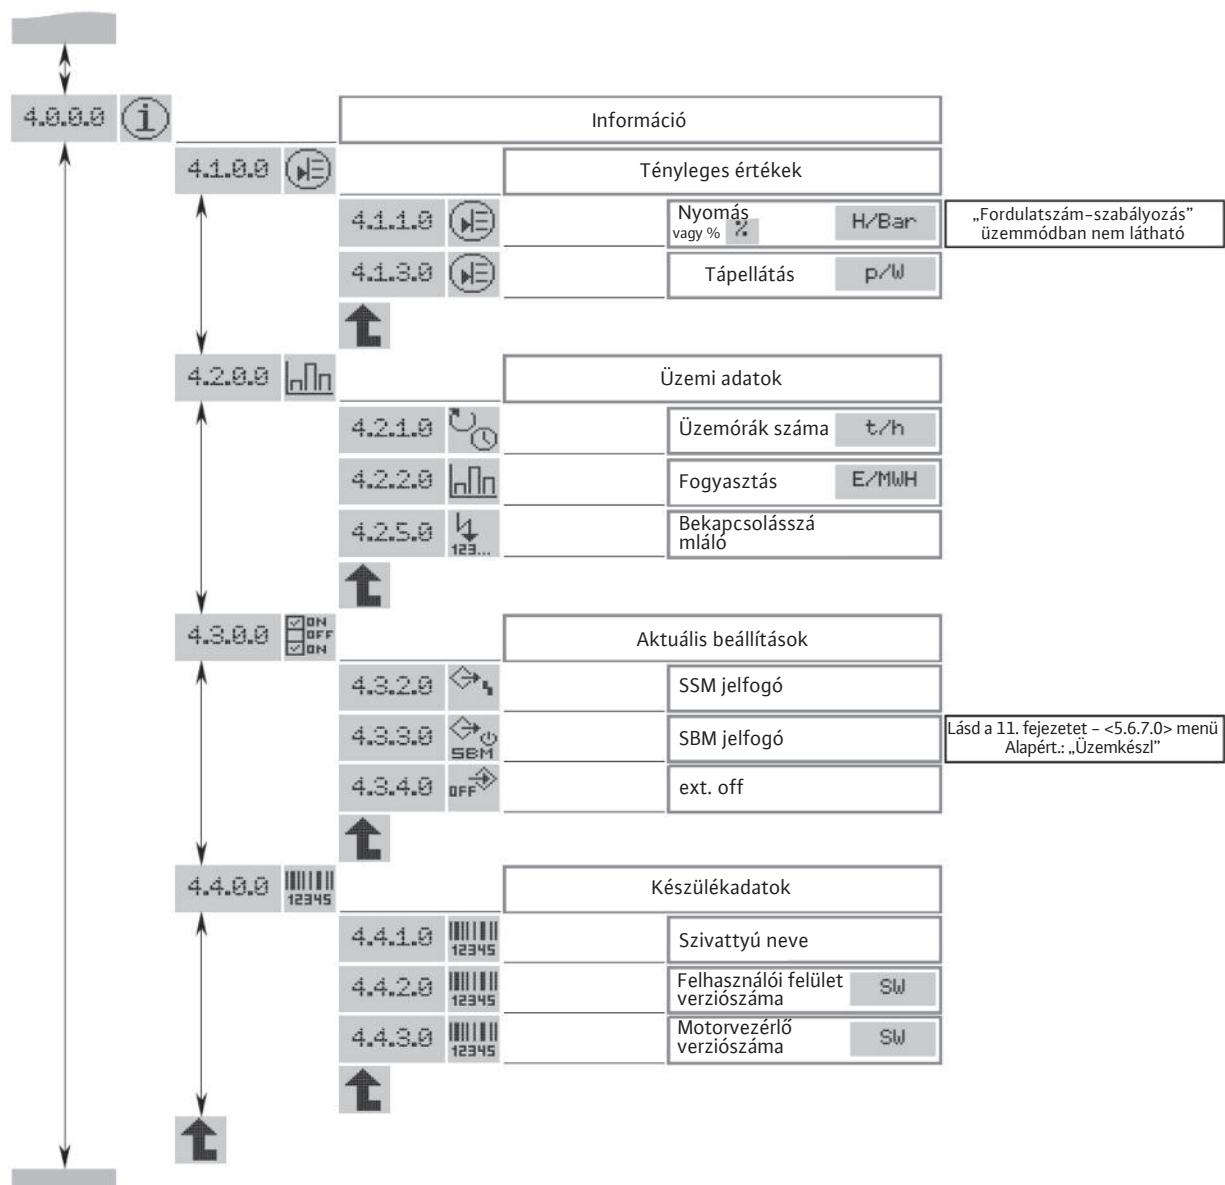 4.0.0.0 i Információ
4.1.0.0 Tényleges értékek
4.1.1.0 Nyomás
vagy % % H/Bar
„Fordulatszám-szabályozás”
üzemmódban nem látható
4.1.3.0 Tápellátás p/W
4.2.0.0 Üzemi adatok
4.2.1.0 Üzemórák száma t/h
4.2.2.0 Fogyasztás E/MWH
4.2.5.0 123... Bekapcsolásszá
mláló
4.3.0.0 ON
OFF
ON
Aktuális beállítások
4.3.2.0 SSM jelfogó
4.3.3.0 SBM SBM jelfogó
Lásd a 11. fejezetet – <5.6.7.0> menü
Alapért.: „Üzemkészl”
4.3.4.0 OFF ext. off
4.4.0.0 12345 Készülékadatok
4.4.1.0 12345 Szivattyú neve
4.4.2.0 12345 Felhasználói felület
verziószáma SW
4.4.3.0 12345 Motorvezérlő
verziószáma SW